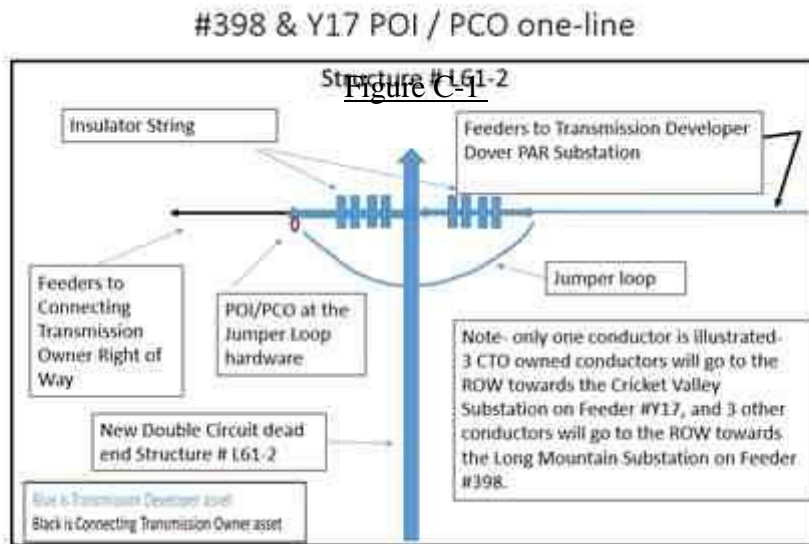 #398 & Y17 POI / PCO one-line
Structure # L61-2
Figure C-1
Insulator String
Feeders to Transmission Developer
Dover PAR Substation
Feeders to
Connecting
Transmission
Owner Right of
Way
POI/PCO at the
Jumper Loop
hardware
Jumper loop
New Double Circuit dead
end Structure # L61-2
Note- only one conductor is illustrated-
3 CTO owned conductors will go to the
ROW towards the Cricket Valley
Substation on Feeder #Y17, and 3 other
conductors will go to the ROW towards
the Long Mountain Substation on Feeder
#398.
Blue is Transmission Developer asset
Black is Connecting Transmission Owner asset